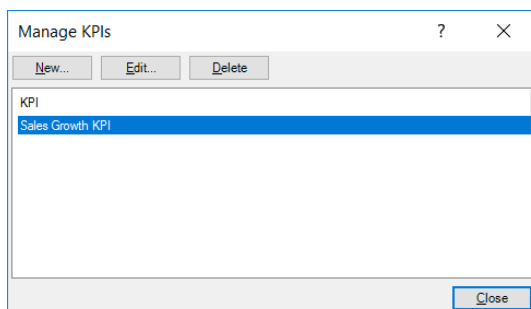 Manage KPIs ?
New... Edit... Delete
KPI
Sales Growth KPI
Close